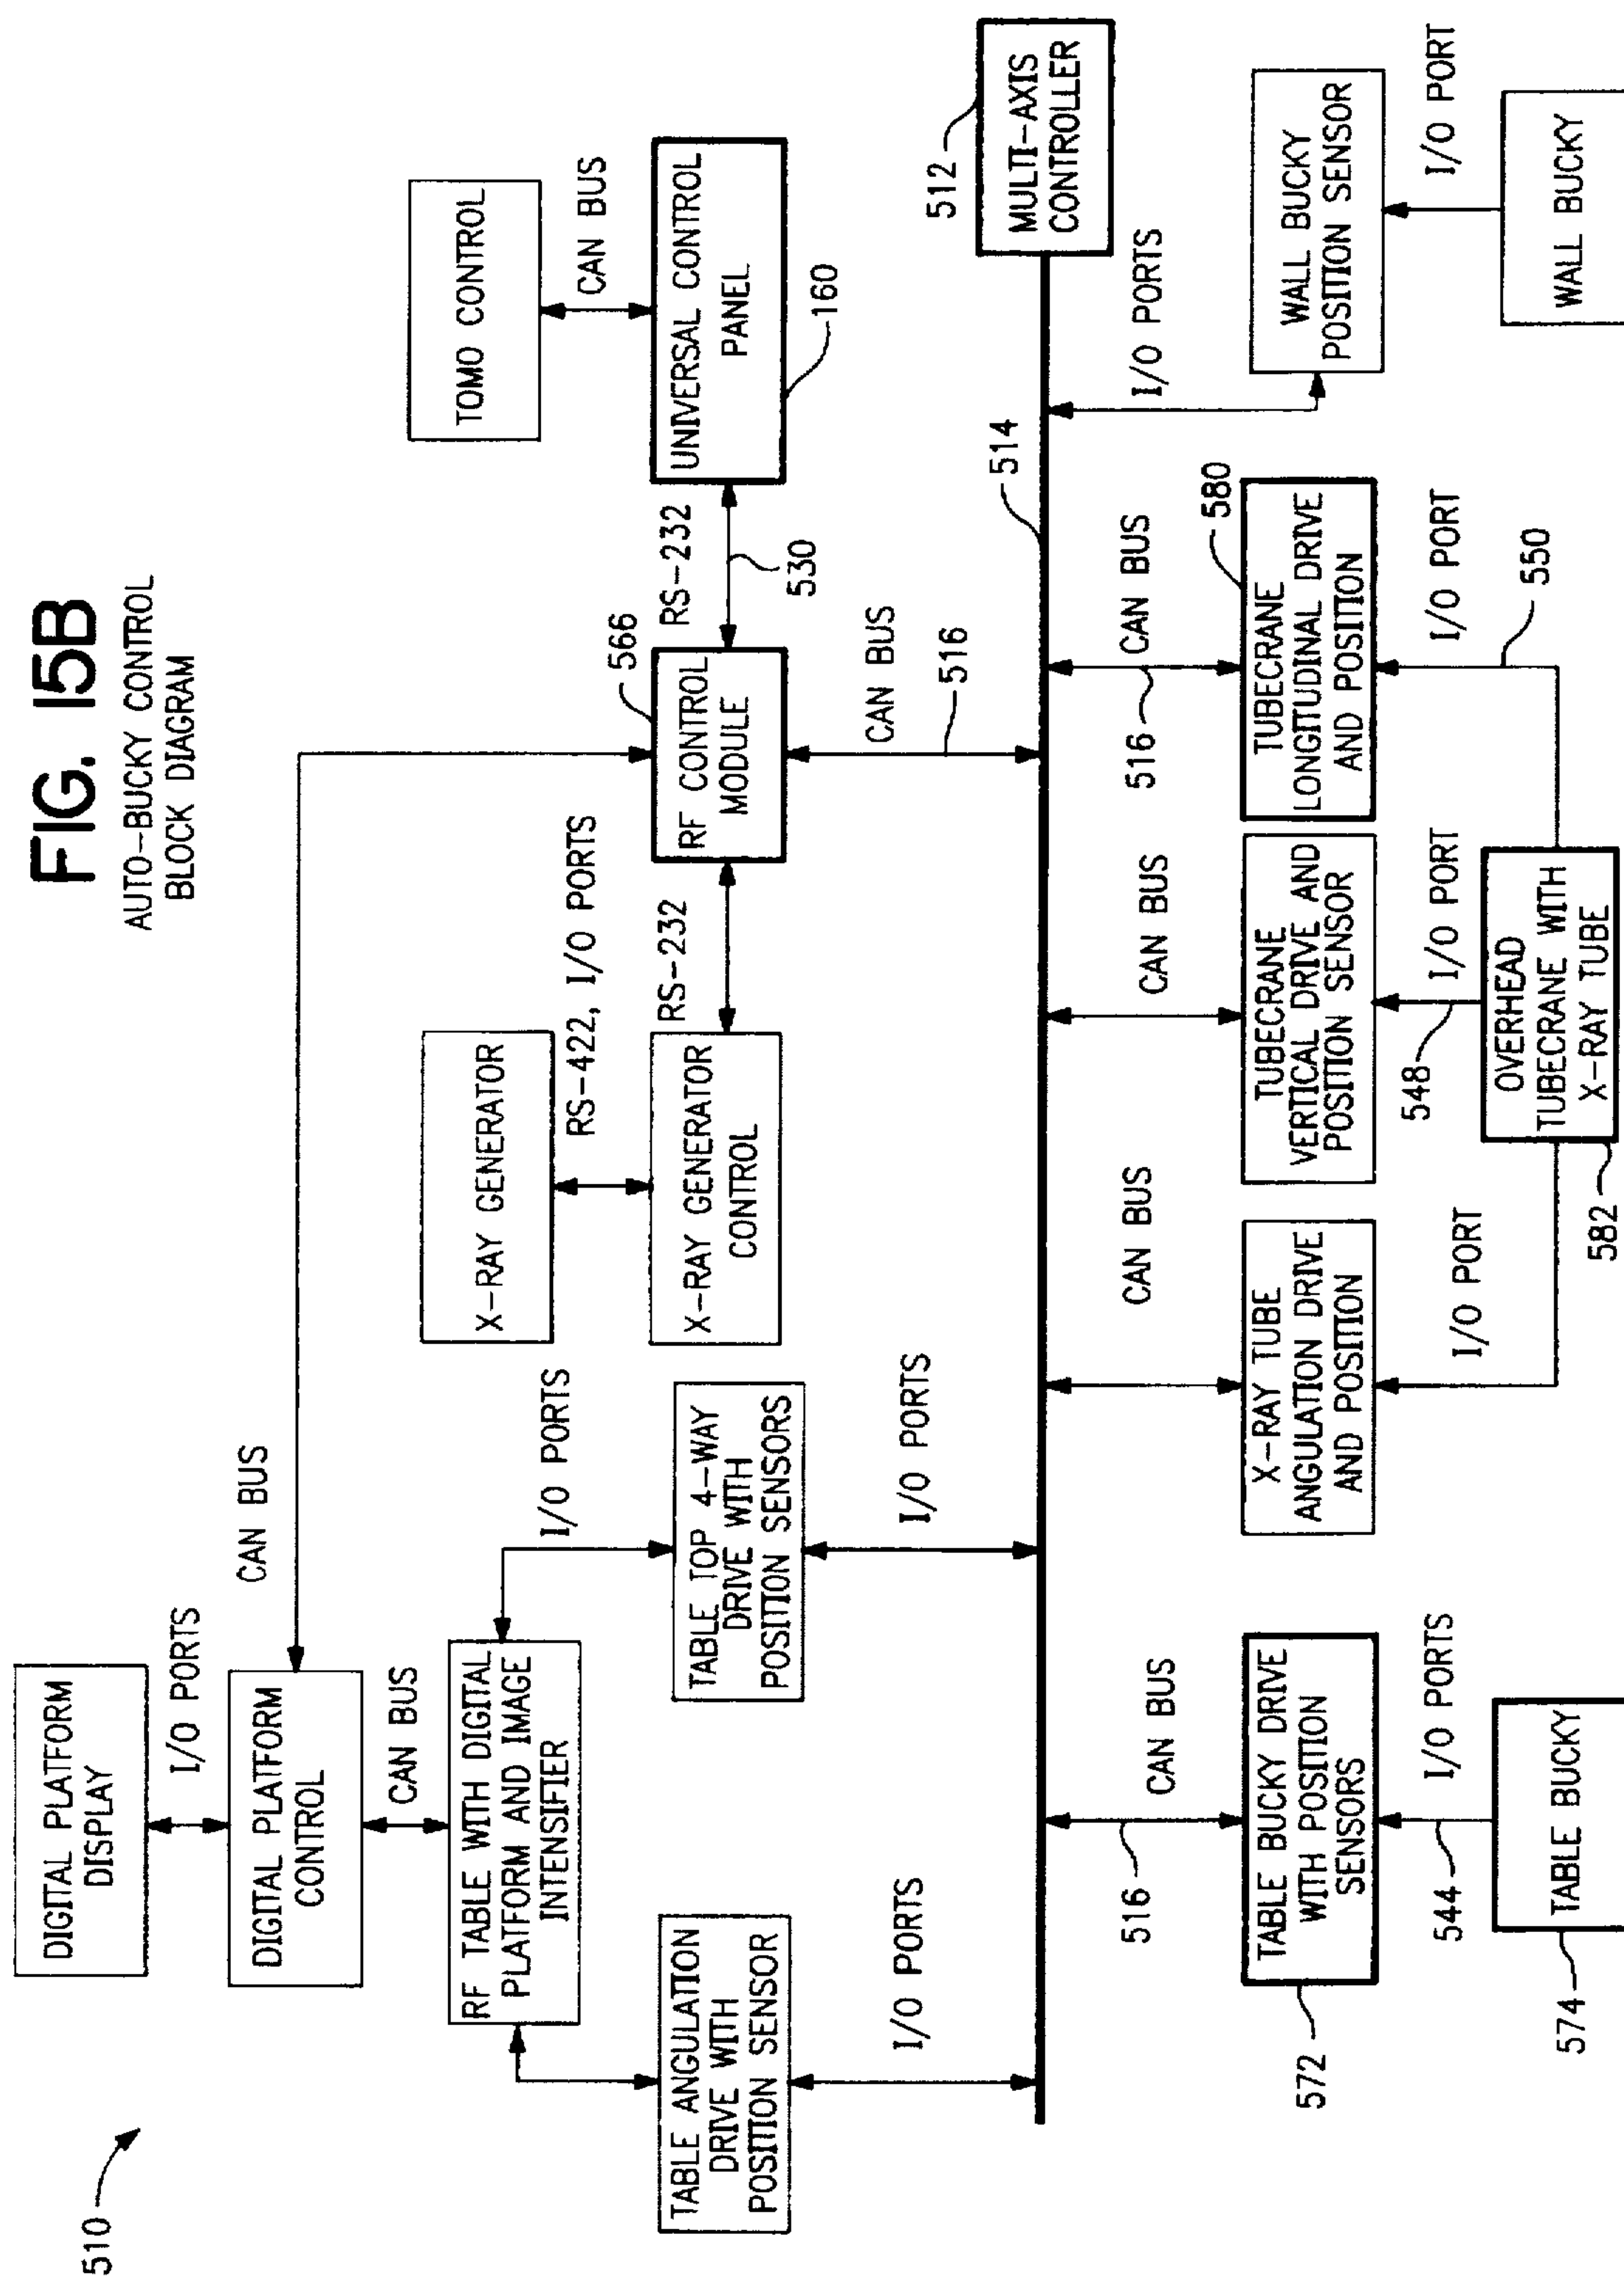 FIG. 15B
AUTO-BUCKY CONTROL
BLOCK DIAGRAM
510
DIGITAL PLATFORM
DISPLAY
I/O PORTS
DIGITAL PLATFORM
CONTROL
CAN BUS
CAN BUS
RF TABLE WITH DIGITAL
PLATFORM AND IMAGE
INTENSIFIER
I/O PORTS
TABLE ANGULATION
DRIVE WITH
POSITION SENSOR
I/O PORTS
TABLE TOP 4-WAY
DRIVE WITH
POSITION SENSORS
I/O PORTS
X-RAY GENERATOR
RS-422, I/O PORTS
X-RAY GENERATOR
CONTROL
RS-232
RF CONTROL
MODULE
566
RS-232
530
TOMO CONTROL
CAN BUS
UNIVERSAL CONTROL
PANEL
160
CAN BUS
516
514
512
MULTI-AXIS
CONTROLLER
516
CAN BUS
TABLE BUCKY DRIVE
WITH POSITION
SENSORS
572
544
I/O PORTS
TABLE BUCKY
574
CAN BUS
X-RAY TUBE
ANGULATION DRIVE
AND POSITION
I/O PORT
CAN BUS
TUBECRANE
VERTICAL DRIVE AND
POSITION SENSOR
548
I/O PORT
516
CAN BUS
580
TUBECRANE
LONGITUDINAL DRIVE
AND POSITION
I/O PORT
550
OVERHEAD
TUBECRANE WITH
X-RAY TUBE
582
I/O PORTS
WALL BUCKY
POSITION SENSOR
I/O PORT
WALL BUCKY